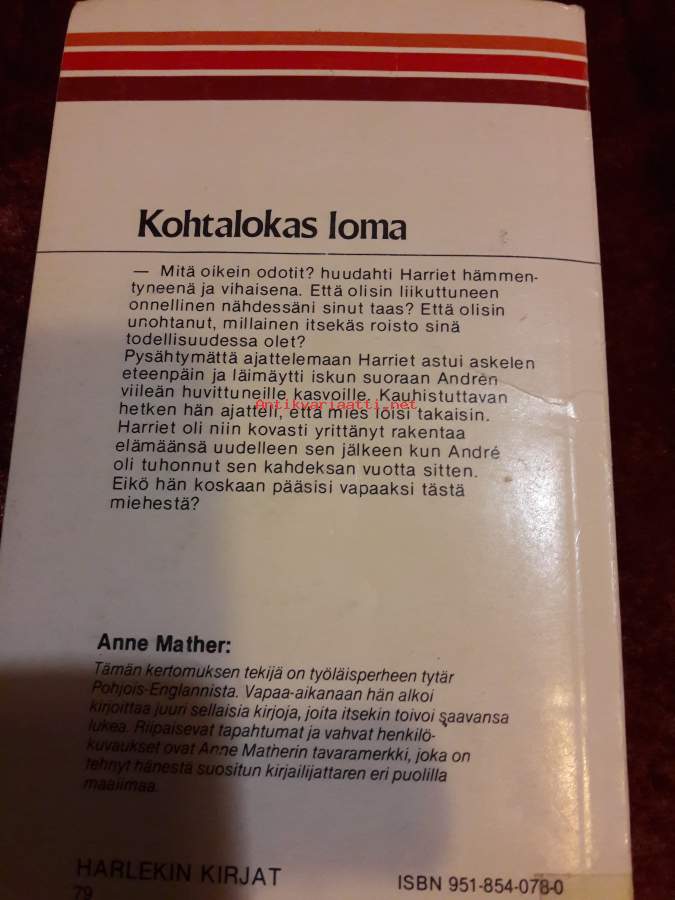 Kohtalokas loma
— Mitä oikein odotit? huudahti Harriet hämmen-
tyneenä ja vihaisena. Että olisin liikuttuneen
onnellinen nähdessäni sinut taas? Että olisin
unohtanut, millainen itsekäs roisto sinä
todellisuudessa olet?
Pysähtymättä ajattelemaan Harriet astui askelen
eteenpäin ja läimäytti iskun suoraan Andrén
viileän huvittuneille kasvoille. Kauhistuttavan
Antikvariaatti.net
hetken hän ajatteli, että mies löisi takaisin.
Harriet oli niin kovasti yrittänyt rakentaa
elämäänsä uudelleen sen jälkeen kun André
oli tuhonnut sen kahdeksan vuotta sitten.
Eikö hän koskaan pääsisi vapaaksi tästä
miehestä?
Anne Mather:
Tämän kertomuksen tekijä on työläisperheen tytär
Pohjois-Englannista. Vapaa-aikanaan hän alkoi
kirjoittaa juuri sellaisia kirjoja, joita itsekin toivoi saavansa
lukea. Riipaisevat tapahtumat ja vahvat henkilö-
kuvaukset ovat Anne Matherin tavaramerkki, joka on
tehnyt hänestä suositun kirjailijattaren eri puolilla
maailmaa.
HARLEKIN KIRJAT
79
ISBN 951-854-078-0